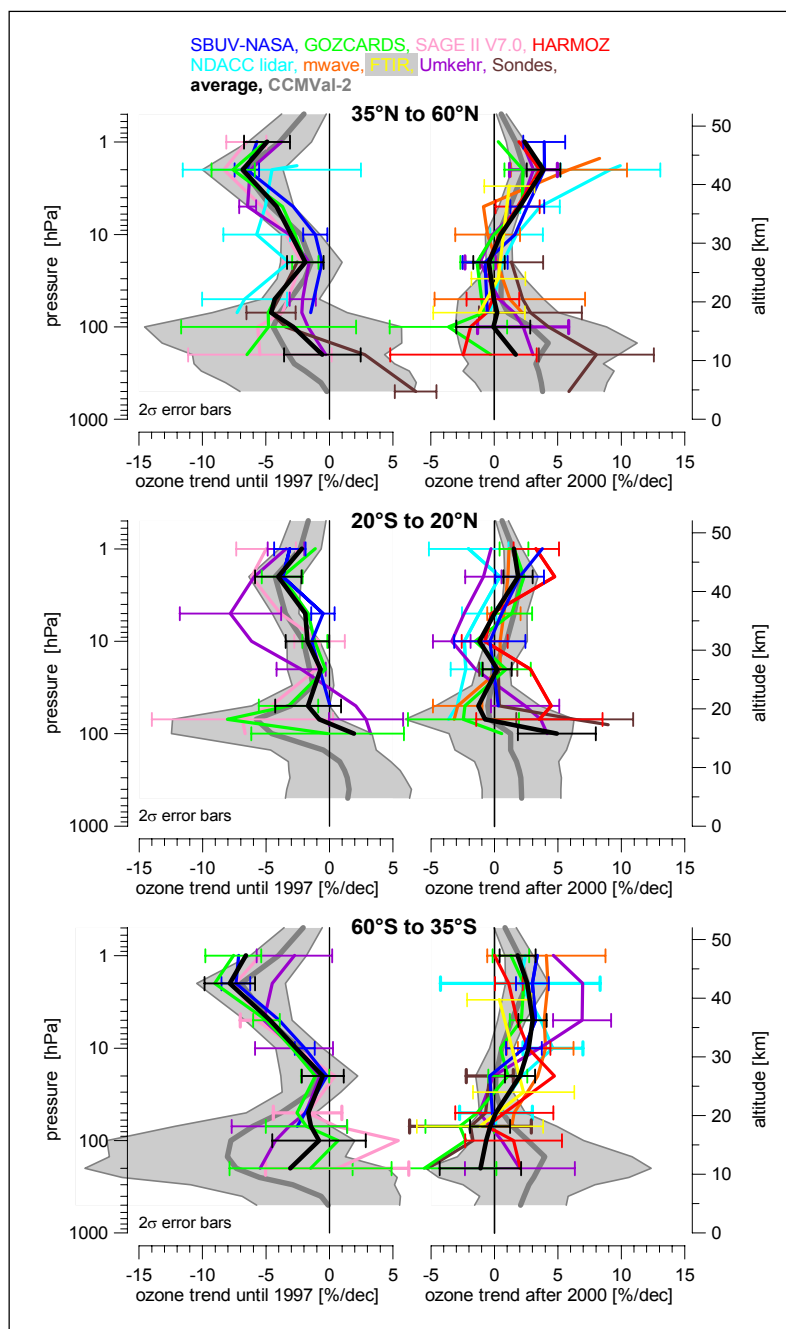 SBUV-NASA, GOZCARDS, SAGE II V7.0, HARMOZ
NDACC lidar, mwave, FTIR, Umkehr, Sondes,
average, CCMVal-2
35°N to 60°N
1
10
100
1000
pressure [hPa]
50
40
30
20
10
0
altitude [km]
2σ error bars
-15 -10 -5 0 5
-5 0 5 10 15
ozone trend until 1997 [%/dec]
ozone trend after 2000 [%/dec]
20°S to 20°N
1
10
100
1000
pressure [hPa]
50
40
30
20
10
0
altitude [km]
2σ error bars
-15 -10 -5 0 5
-5 0 5 10 15
ozone trend until 1997 [%/dec]
ozone trend after 2000 [%/dec]
60°S to 35°S
1
10
100
1000
pressure [hPa]
50
40
30
20
10
0
altitude [km]
2σ error bars
-15 -10 -5 0 5
-5 0 5 10 15
ozone trend until 1997 [%/dec]
ozone trend after 2000 [%/dec]